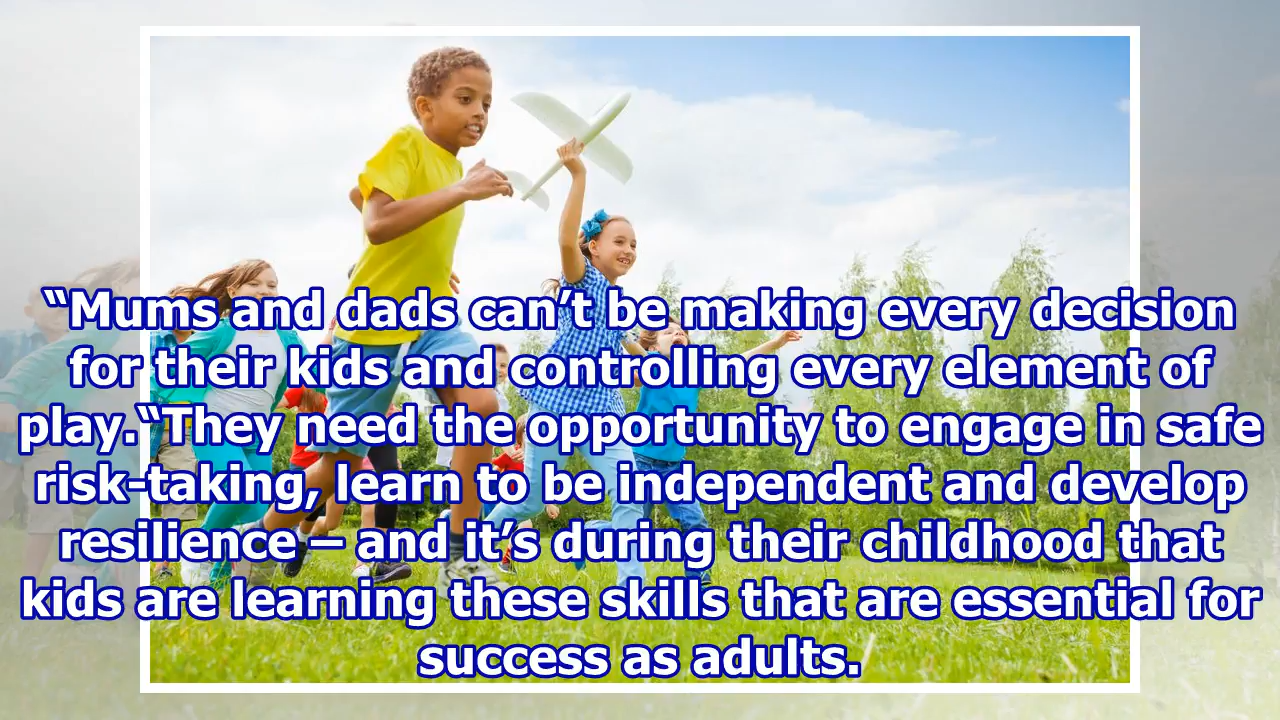 “Mums and dads can’t be making every decision
for their kids and controlling every element of
play.“They need the opportunity to engage in safe
risk-taking, learn to be independent and develop
resilience – and it’s during their childhood that
kids are learning these skills that are essential for
success as adults.